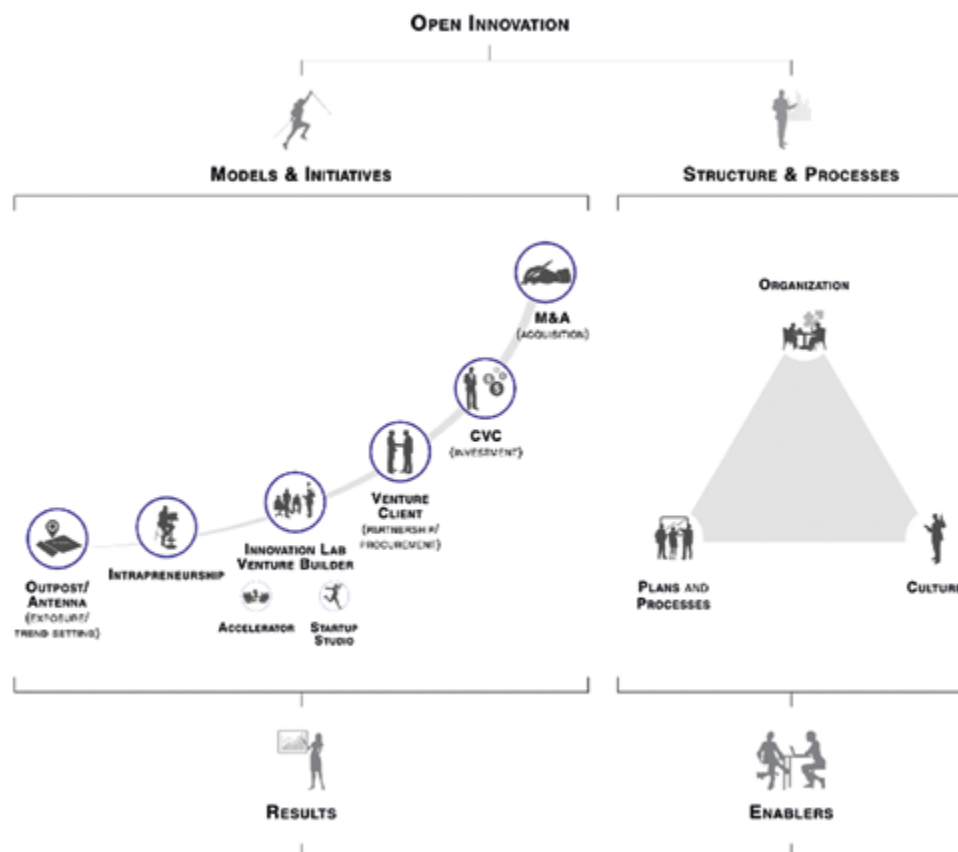 OPEN INNOVATION
MODELS & INITIATIVES
STRUCTURE & PROCESSES
M&A
(ACQUISITION)
CVC
(INVESTMENT)
VENTURE
CLIENT
(PARTNERSHIP/
PROCUREMENT)
INNOVATION LAB
VENTURE BUILDER
ACCELERATOR
STARTUP
STUDIO
INTRAPRENEURSHIP
OUTPOST/
ANTENNA
(EXPOSURE/
TREND SETTING)
ORGANIZATION
PLANS AND
PROCESSES
CULTURE
RESULTS
ENABLERS